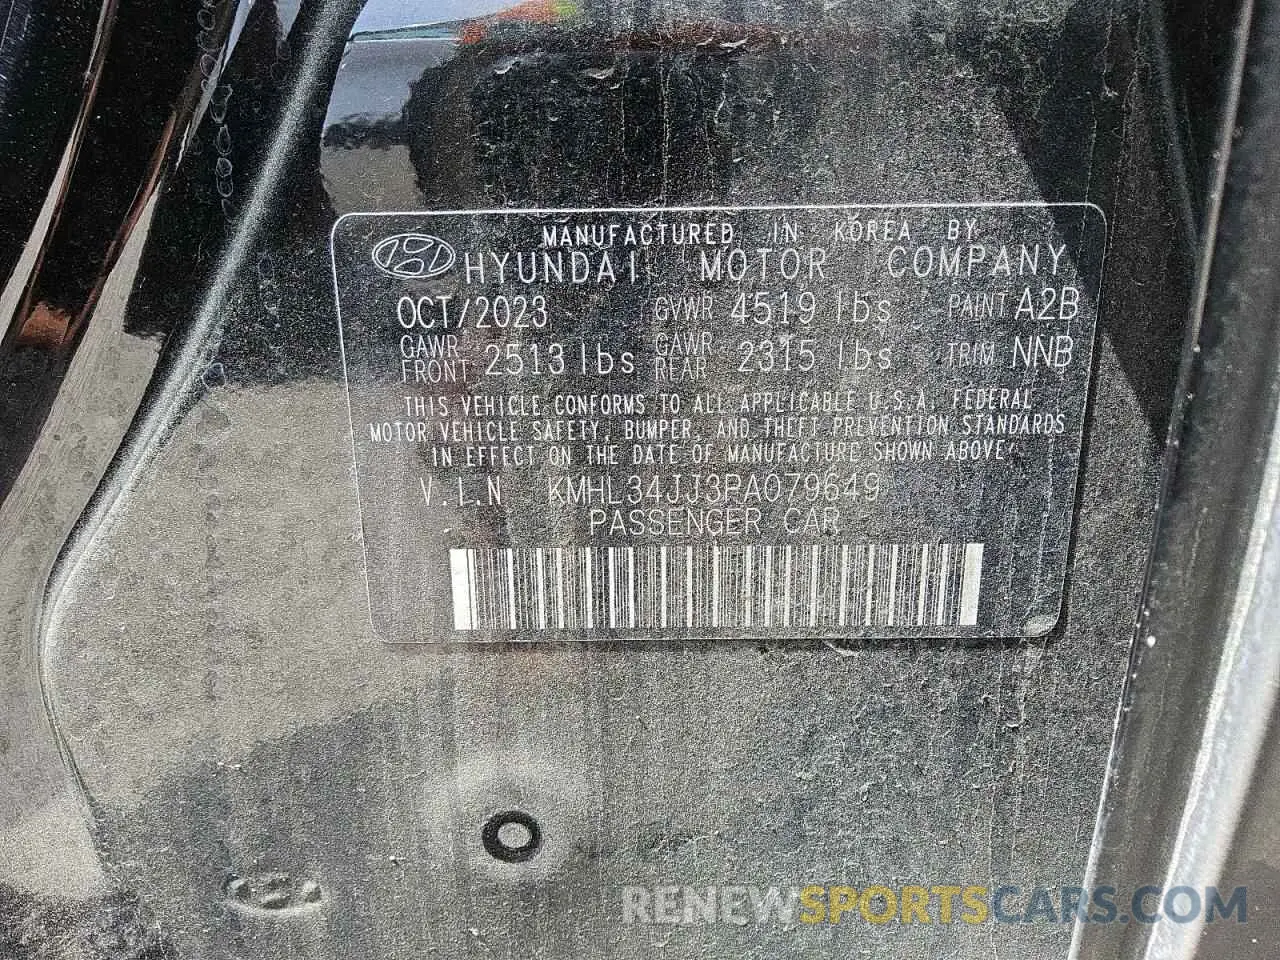 MANUFACTURED IN KOREA BY
HYUNDAI MOTOR COMPANY
OCT/2023 GVWR 4519 lbs PAINT A2B
GAWR FRONT 2513 lbs GAWR REAR 2315 lbs TRIM NNB
THIS VEHICLE CONFORMS TO ALL APPLICABLE U.S.A. FEDERAL
MOTOR VEHICLE SAFETY, BUMPER, AND THEFT PREVENTION STANDARDS
IN EFFECT ON THE DATE OF MANUFACTURE SHOWN ABOVE.
V.I.N KMHL34JJ3PA079649
PASSENGER CAR
RENEWSPORTSCARS.COM